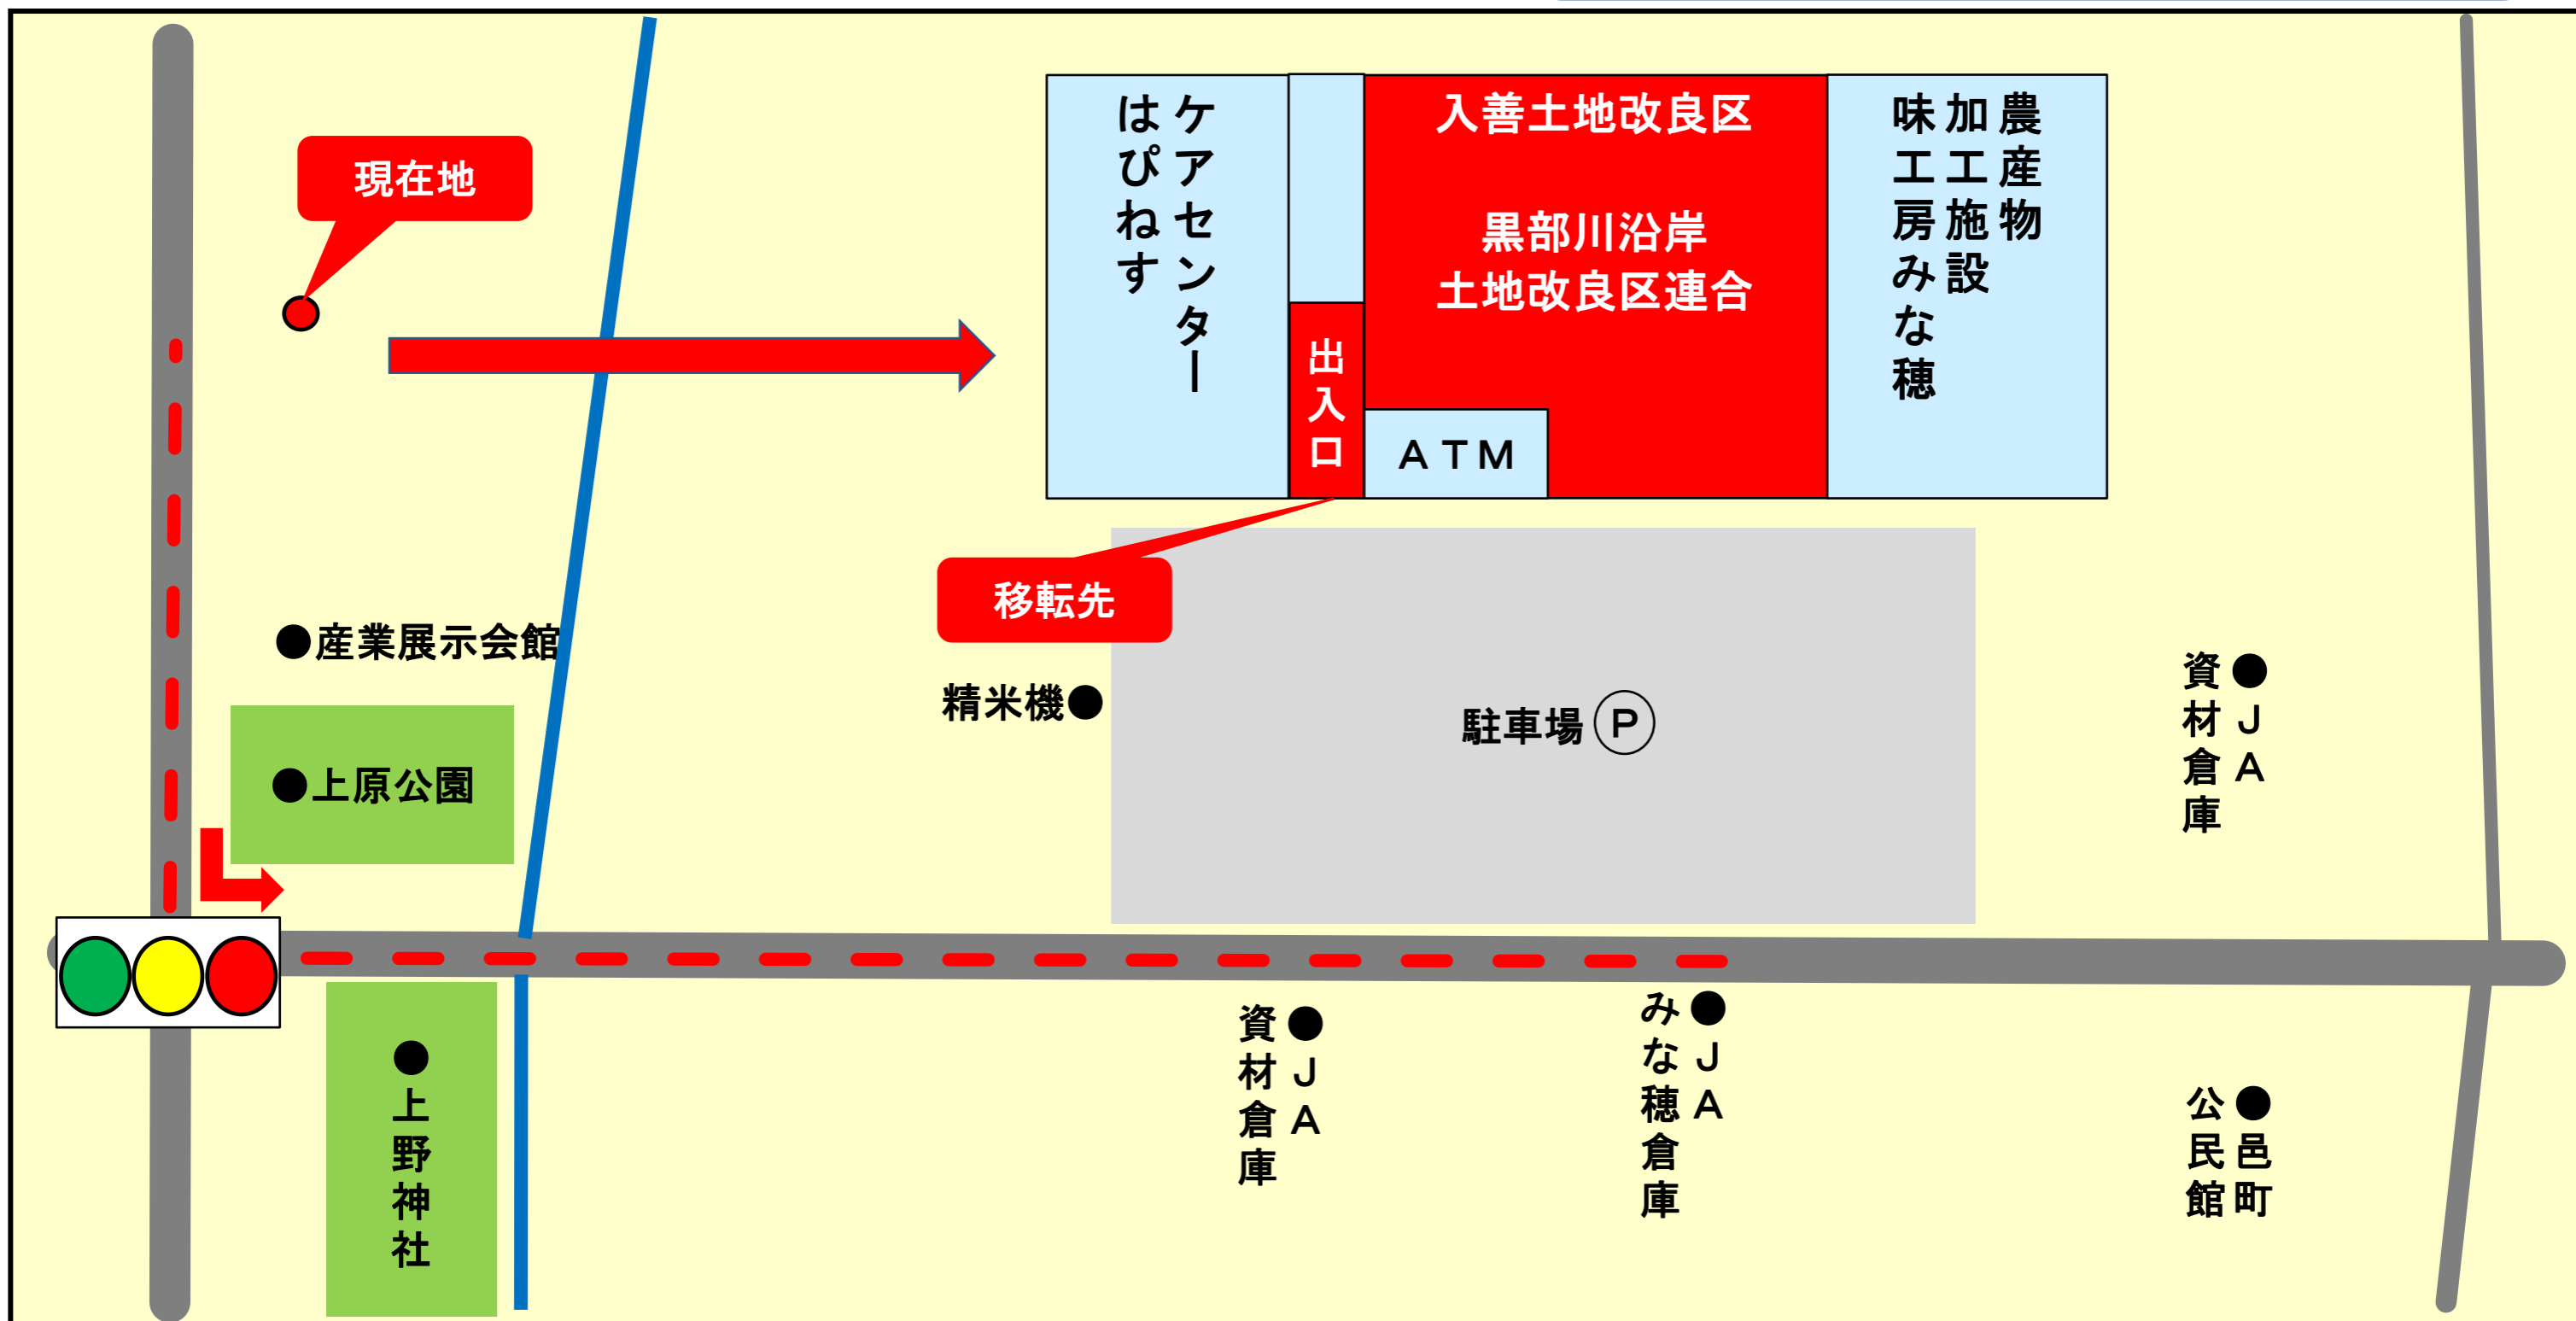 現在地
ケアセンター
はぴねす
入善土地改良区
黒部川沿岸
土地改良区連合
農産物
加工施設
味工房みな穂
出入口
ATM
移転先
●産業展示会館
精米機●
駐車場Ⓟ
●JA
資材倉庫
●上原公園
●上野神社
●JA
資材倉庫
●JA
みな穂倉庫
●邑町
公民館